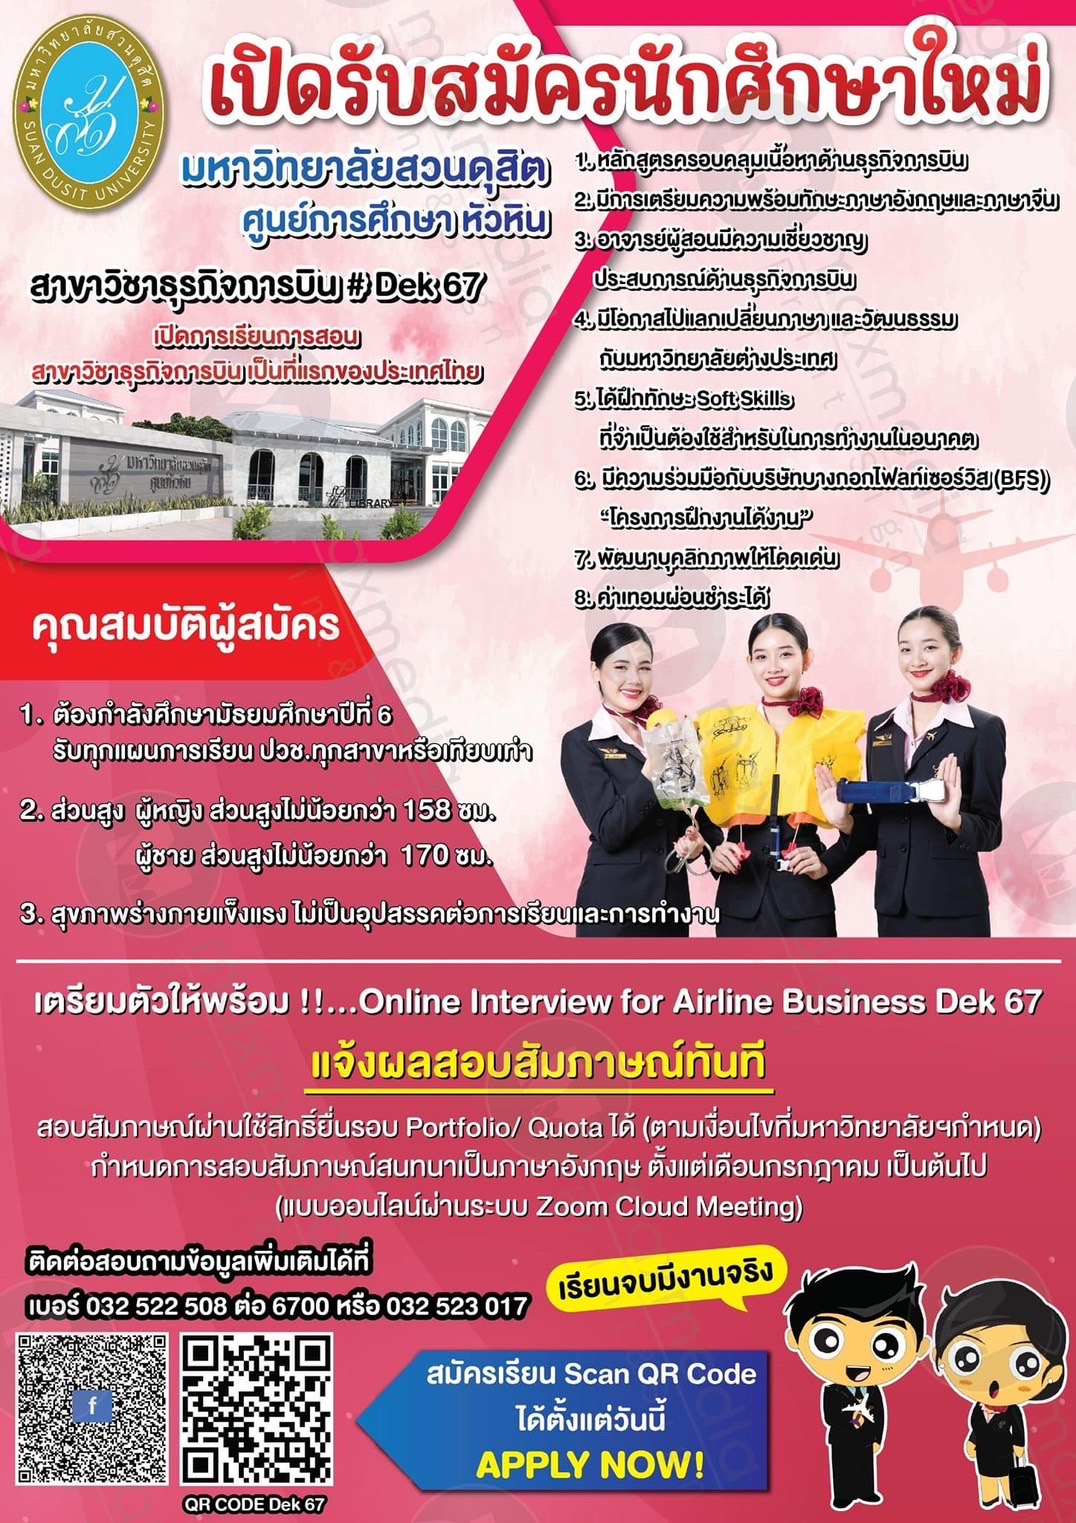 มหาวิทยาลัยสวนดุสิต
SUAN DUSIT UNIVERSITY
เปิดรับสมัครนักศึกษาใหม่
มหาวิทยาลัยสวนดุสิต
ศูนย์การศึกษา หัวหิน
สาขาวิชาธุรกิจการบิน # Dek 67
เปิดการเรียนการสอน
สาขาวิชาธุรกิจการบิน เป็นที่แรกของประเทศไทย
มหาวิทยาลัยสวนดุสิต
ศูนย์หัวหิน
LIBRARY
1. หลักสูตรครอบคลุมเนื้อหาด้านธุรกิจการบิน
2. มีการเตรียมความพร้อมทักษะภาษาอังกฤษและภาษาจีน
3. อาจารย์ผู้สอนมีความเชี่ยวชาญ
ประสบการณ์ด้านธุรกิจการบิน
4. มีโอกาสไปแลกเปลี่ยนภาษา และวัฒนธรรม
กับมหาวิทยาลัยต่างประเทศ
5. ได้ฝึกทักษะ Soft Skills
ที่จำเป็นต้องใช้สำหรับในการทำงานในอนาคต
6. มีความร่วมมือกับบริษัทบางกอกไฟลท์เซอร์วิส (BFS)
“โครงการฝึกงานได้งาน”
7. พัฒนาบุคลิกภาพให้โดดเด่น
8. ค่าเทอมผ่อนชำระได้
คุณสมบัติผู้สมัคร
1. ต้องกำลังศึกษามัธยมศึกษาปีที่ 6
รับทุกแผนการเรียน ปวช.ทุกสาขาหรือเทียบเท่า
2. ส่วนสูง ผู้หญิง ส่วนสูงไม่น้อยกว่า 158 ซม.
ผู้ชาย ส่วนสูงไม่น้อยกว่า 170 ซม.
3. สุขภาพร่างกายแข็งแรง ไม่เป็นอุปสรรคต่อการเรียนและการทำงาน
เตรียมตัวให้พร้อม !!...Online Interview for Airline Business Dek 67
แจ้งผลสอบสัมภาษณ์ทันที
สอบสัมภาษณ์ผ่านใช้สิทธิ์ยื่นรอบ Portfolio/ Quota ได้ (ตามเงื่อนไขที่มหาวิทยาลัยฯกำหนด)
กำหนดการสอบสัมภาษณ์สนทนาเป็นภาษาอังกฤษ ตั้งแต่เดือนกรกฎาคม เป็นต้นไป
(แบบออนไลน์ผ่านระบบ Zoom Cloud Meeting)
ติดต่อสอบถามข้อมูลเพิ่มเติมได้ที่
เบอร์ 032 522 508 ต่อ 6700 หรือ 032 523 017
เรียนจบมีงานจริง
f
QR CODE Dek 67
สมัครเรียน Scan QR Code
ได้ตั้งแต่วันนี้
APPLY NOW!